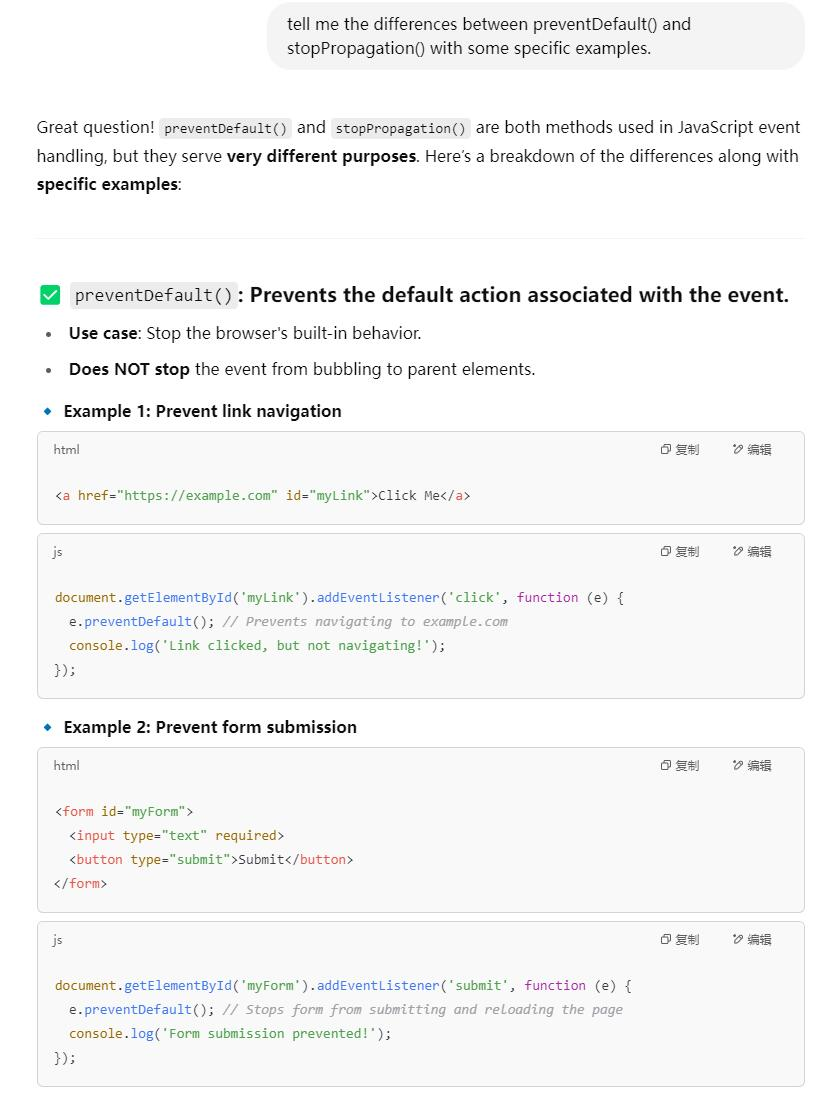 tell me the differences between preventDefault() and
stopPropagation() with some specific examples.
Great question! preventDefault() and stopPropagation() are both methods used in JavaScript event
handling, but they serve very different purposes. Here's a breakdown of the differences along with
specific examples:
✅ preventDefault(): Prevents the default action associated with the event.
• Use case: Stop the browser's built-in behavior.
• Does NOT stop the event from bubbling to parent elements.
🔹 Example 1: Prevent link navigation
html 复制 编辑
<a href="https://example.com" id="myLink">Click Me</a>
js 复制 编辑
document.getElementById('myLink').addEventListener('click', function (e) {
  e.preventDefault(); // Prevents navigating to example.com
  console.log('Link clicked, but not navigating!');
});
🔹 Example 2: Prevent form submission
html 复制 编辑
<form id="myForm">
  <input type="text" required>
  <button type="submit">Submit</button>
</form>
js 复制 编辑
document.getElementById('myForm').addEventListener('submit', function (e) {
  e.preventDefault(); // Stops form from submitting and reloading the page
  console.log('Form submission prevented!');
});